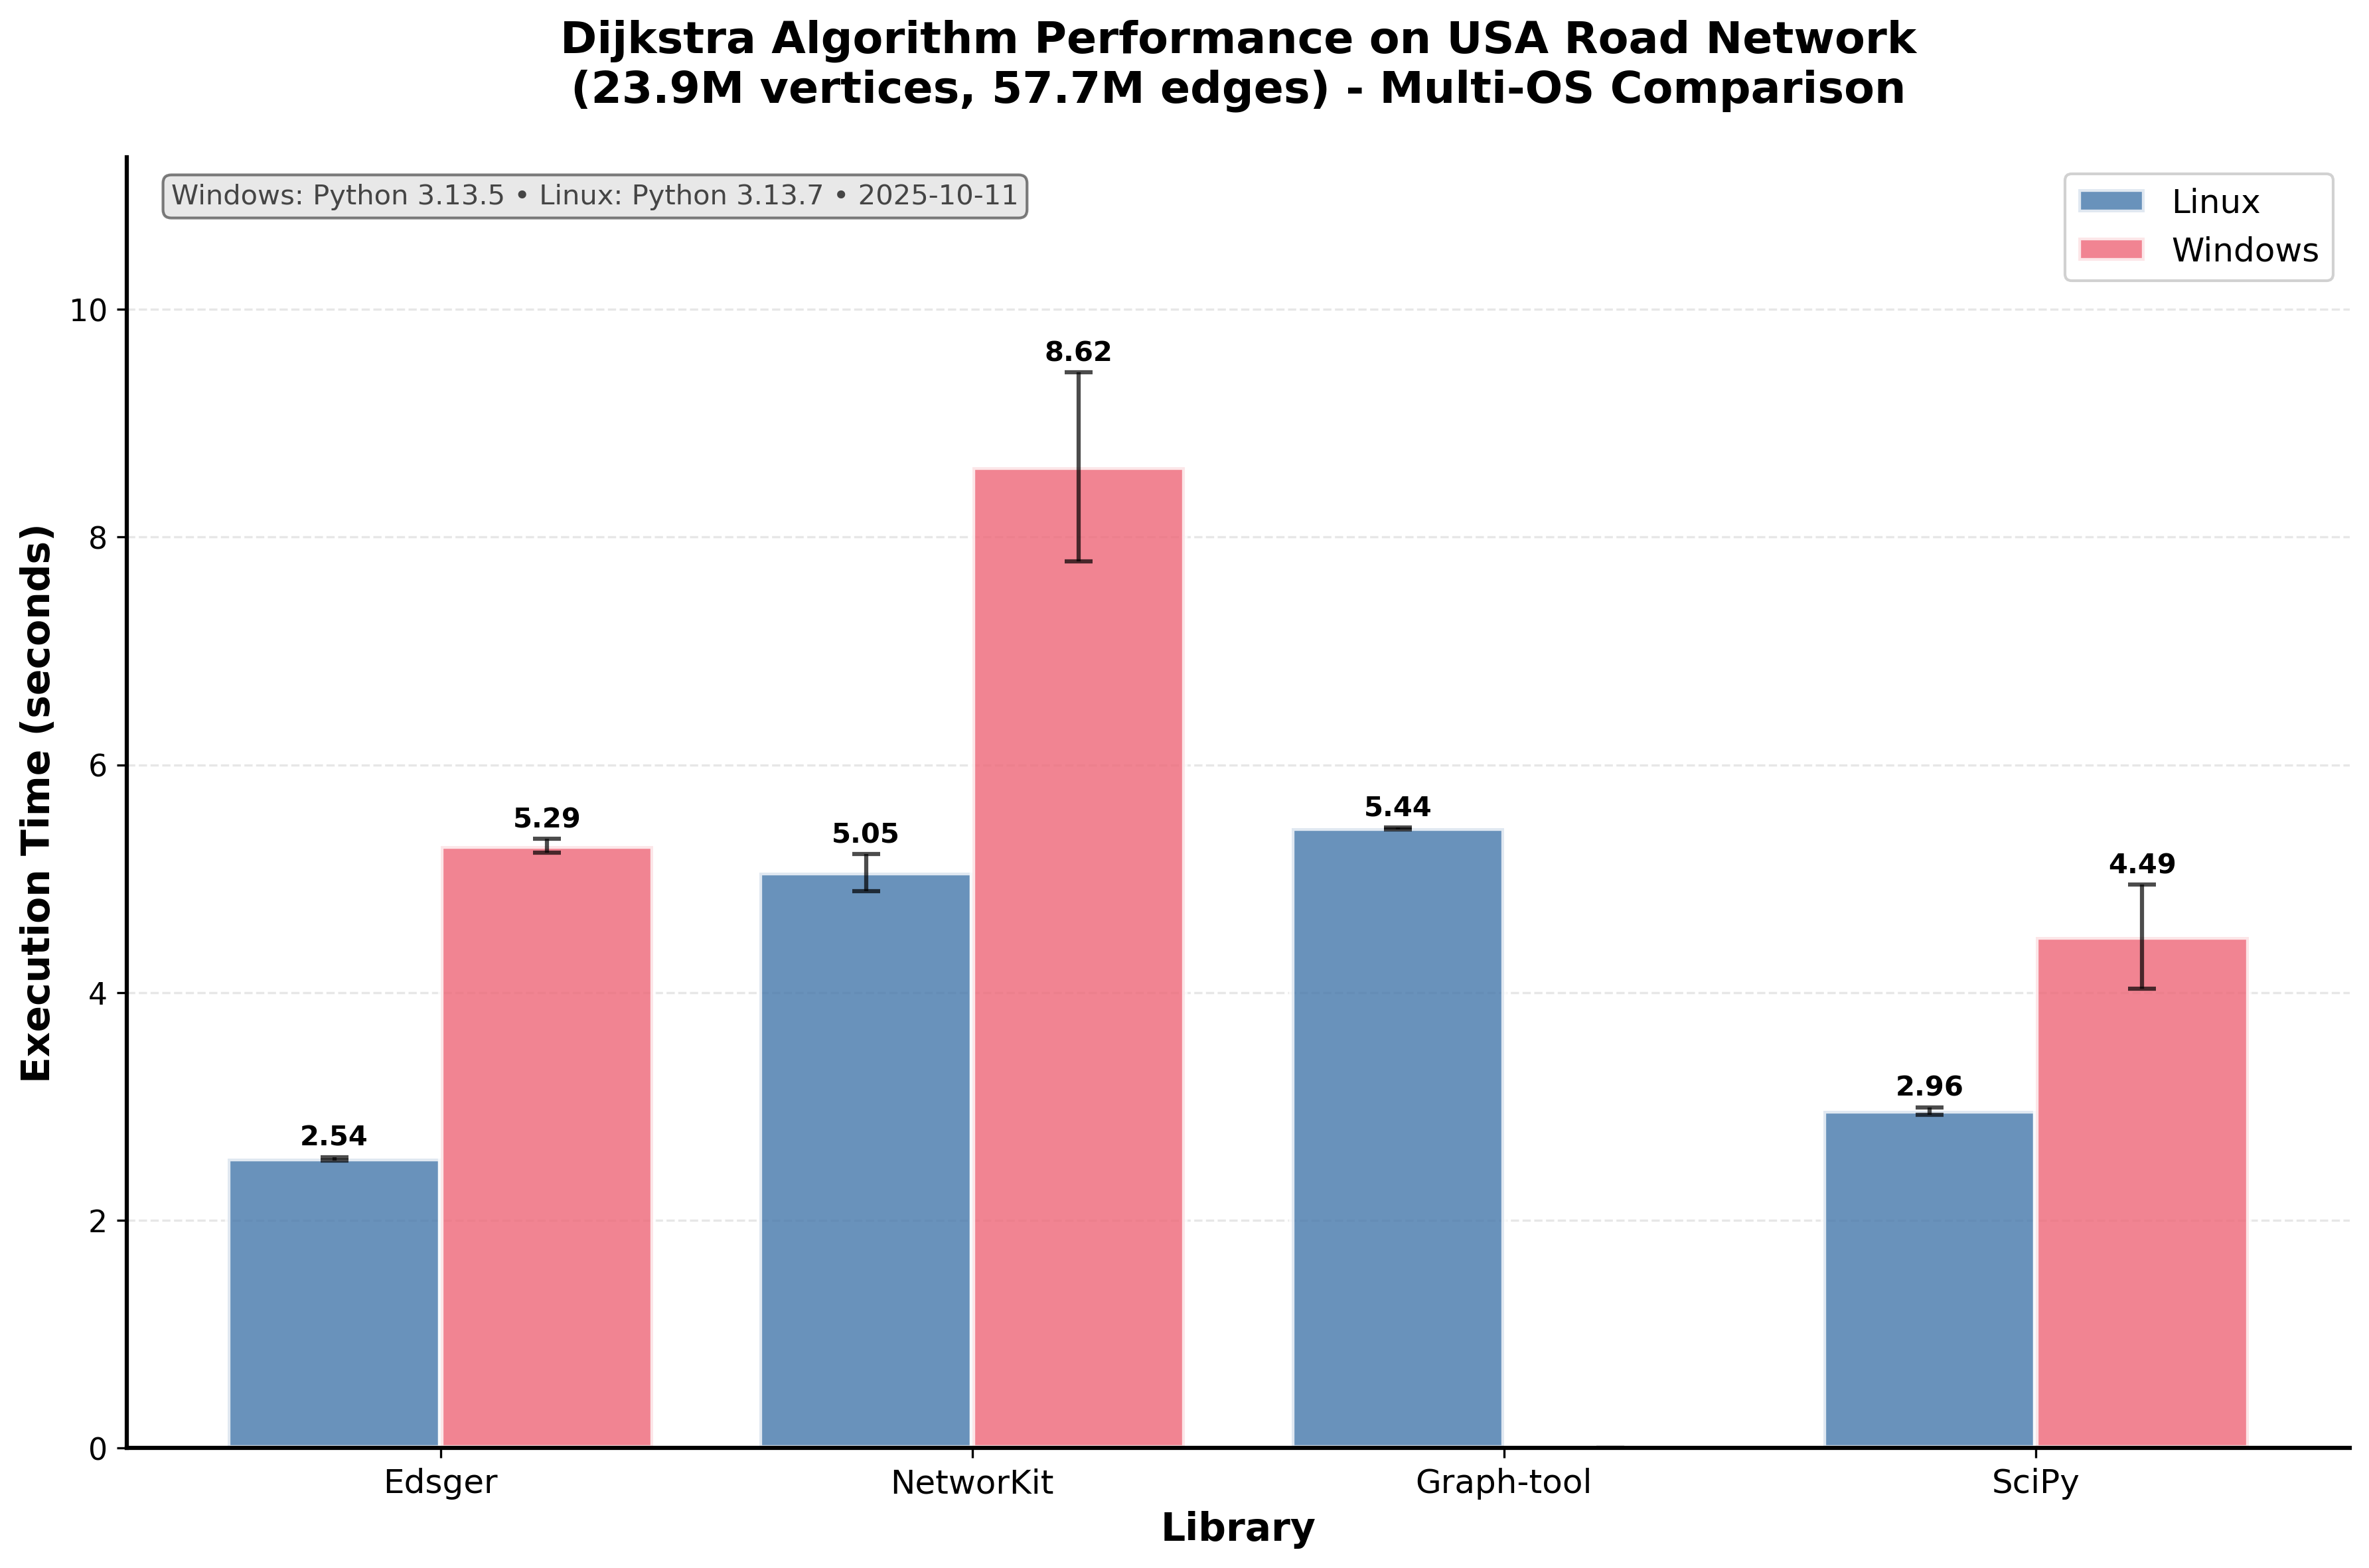 Dijkstra Algorithm Performance on USA Road Network
(23.9M vertices, 57.7M edges) - Multi-OS Comparison
Windows: Python 3.13.5 • Linux: Python 3.13.7 • 2025-10-11
Linux
Windows
Execution Time (seconds)
10
8
6
4
2
0
2.54
5.29
5.05
8.62
5.44
2.96
4.49
Edsger
NetworKit
Graph-tool
SciPy
Library